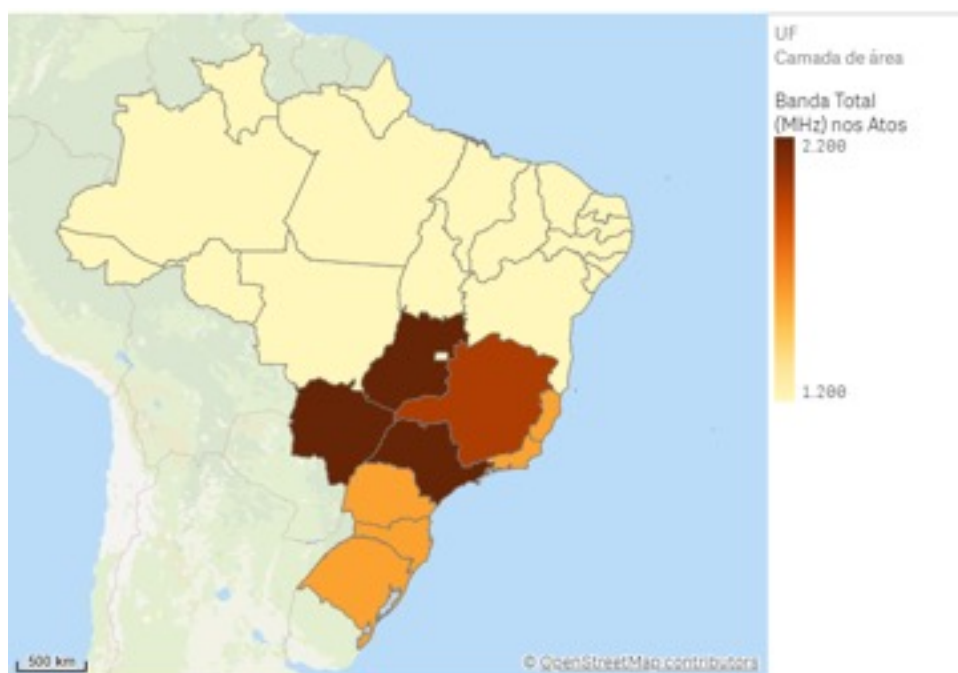 UF
Camada de área
Banda Total
(MHz) nos Atos
2.200
1.200
500 km
© OpenStreetMap contributors